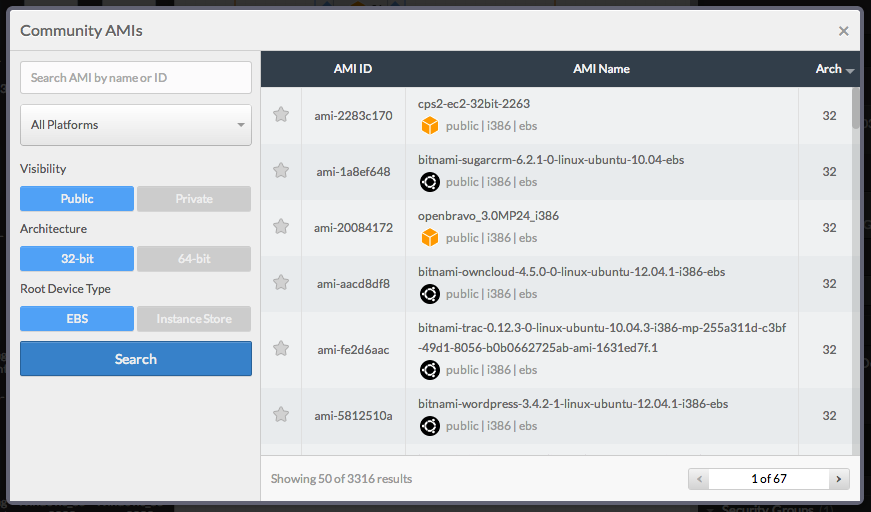 Community AMIs
×
Search AMI by name or ID
All Platforms
Visibility
Public
Private
Architecture
32-bit
64-bit
Root Device Type
EBS
Instance Store
Search
AMI ID
AMI Name
Arch
ami-2283c170
cps2-ec2-32bit-2263
public | i386 | ebs
32
ami-1a8ef648
bitnami-sugarcrm-6.2.1-0-linux-ubuntu-10.04-ebs
public | i386 | ebs
32
ami-20084172
openbravo_3.0MP24_i386
public | i386 | ebs
32
ami-aacd8df8
bitnami-owncloud-4.5.0-0-linux-ubuntu-12.04.1-i386-ebs
public | i386 | ebs
32
ami-fe2d6aac
bitnami-trac-0.12.3-0-linux-ubuntu-10.04.3-i386-mp-255a311d-c3bf
-49d1-8056-b0b0662725ab-ami-1631ed7f.1
public | i386 | ebs
32
ami-5812510a
bitnami-wordpress-3.4.2-1-linux-ubuntu-12.04.1-i386-ebs
public | i386 | ebs
32
Showing 50 of 3316 results
< 1 of 67 >
Security Groups (1)